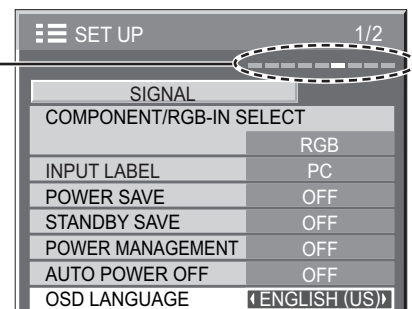 SET UP 1/2
SIGNAL
COMPONENT/RGB-IN SELECT
RGB
INPUT LABEL PC
POWER SAVE OFF
STANDBY SAVE OFF
POWER MANAGEMENT OFF
AUTO POWER OFF OFF
OSD LANGUAGE ENGLISH (US)